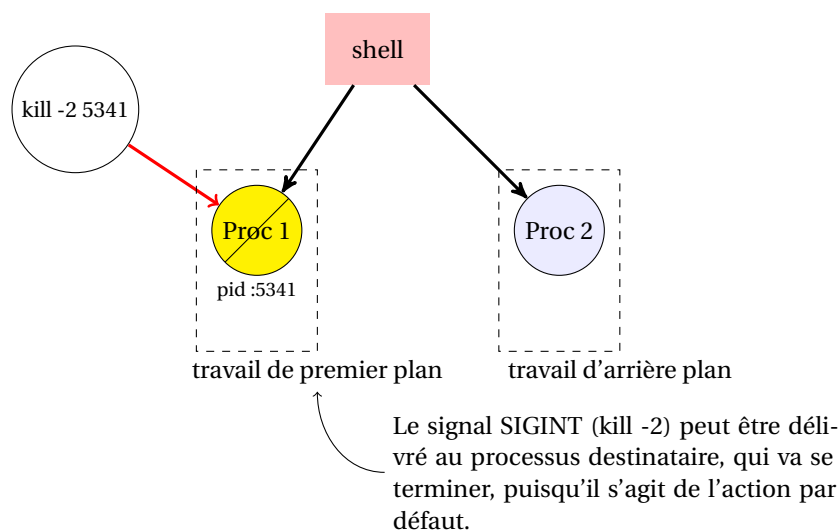 shell
kill -2 5341
Proc 1
Proc 2
pid :5341
travail de premier plan
travail d'arrière plan
Le signal SIGINT (kill -2) peut être déli-
vré au processus destinataire, qui va se
terminer, puisqu'il s'agit de l'action par
défaut.